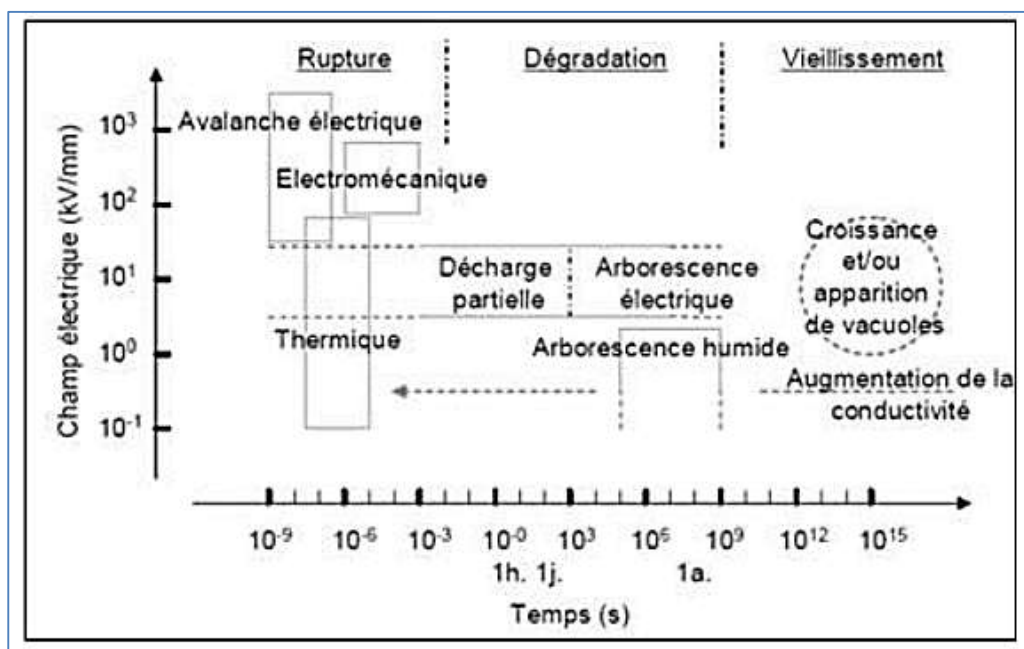 Rupture
Dégradation
Vieillissement
Champ électrique (kV/mm)
10³
10²
10¹
10⁰
10⁻¹
Avalanche électrique
Electromécanique
Thermique
Décharge
partielle
Arborescence
électrique
Arborescence humide
Croissance
et/ou
apparition
de vacuoles
Augmentation de la
conductivité
10⁻⁹ 10⁻⁶ 10⁻³ 10⁻⁰ 10³ 10⁶ 10⁹ 10¹² 10¹⁵
1h. 1j. 1a.
Temps (s)